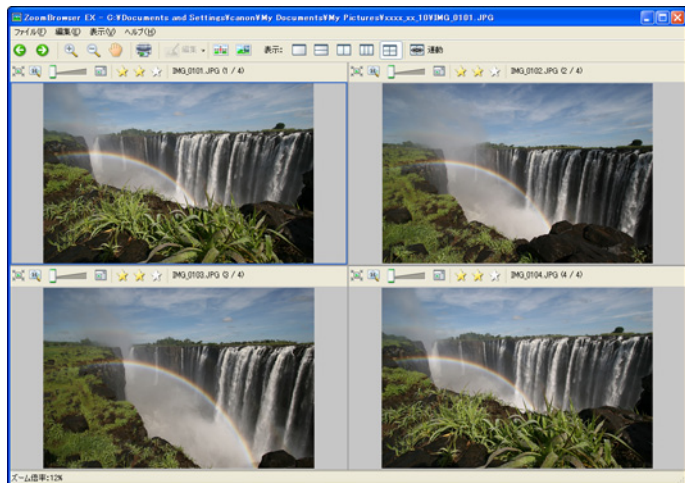 ZoomBrowser EX - C:¥Documents and Settings¥canon¥My Documents¥My Pictures¥xxxx_xx_10¥IMG_0101.JPG
ファイル(F) 編集(E) 表示(V) ヘルプ(H)
編集 表示: 連動
IMG_0101.JPG (1 / 4)
IMG_0102.JPG (2 / 4)
IMG_0103.JPG (3 / 4)
IMG_0104.JPG (4 / 4)
ズーム倍率:12%